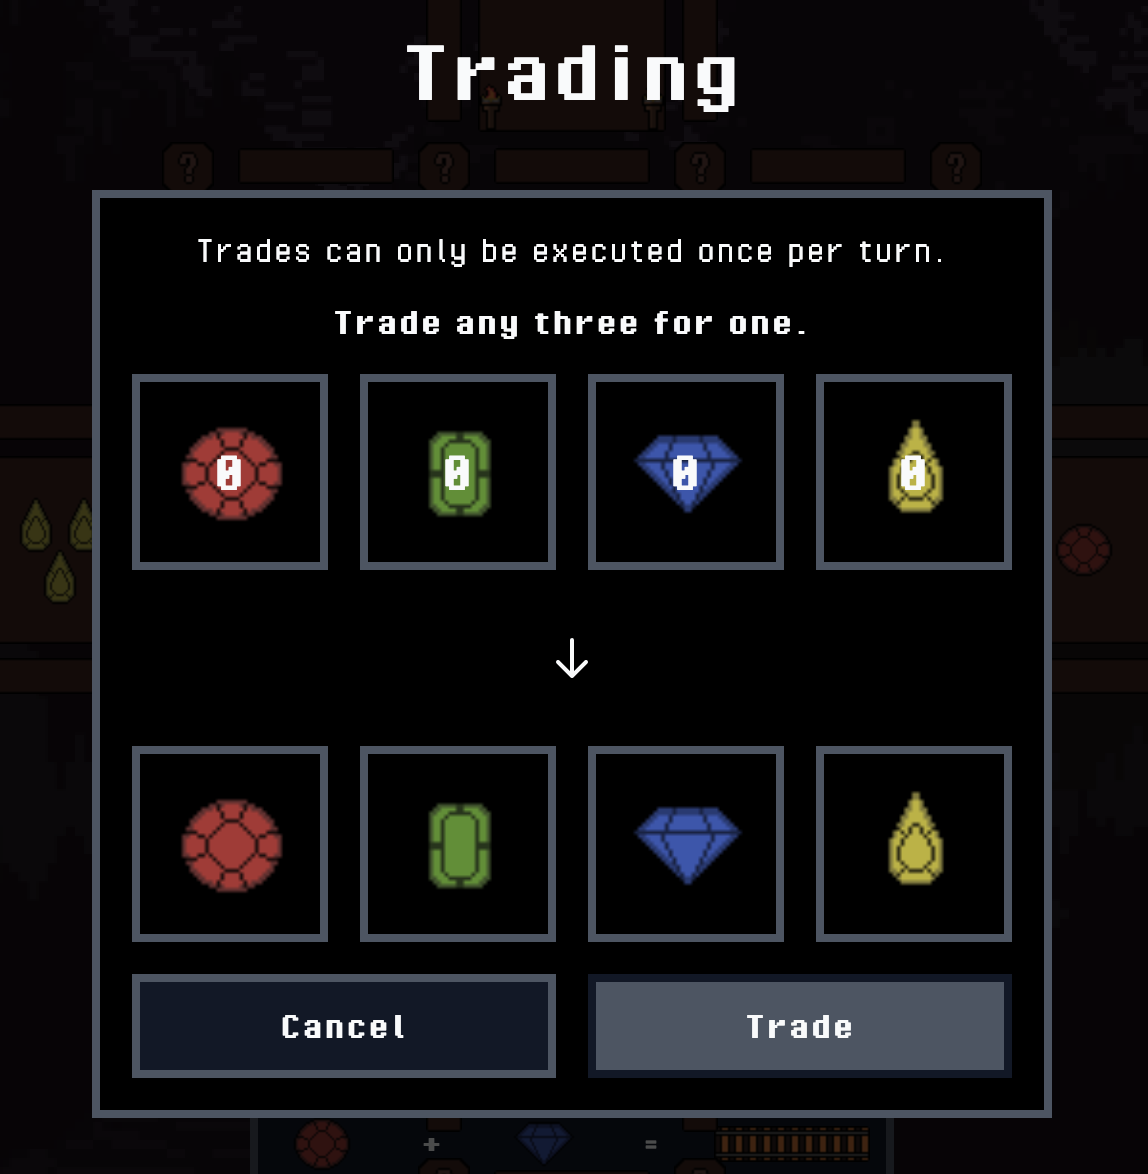 Trading
? ? ? ?
Trades can only be executed once per turn.
Trade any three for one.
0 0 0 0
Cancel Trade
+ =